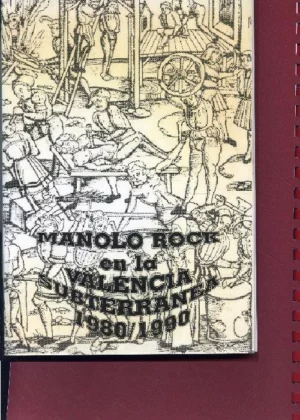 MANOLO ROCK
en la
VALENCIA
SUBTERRANEA
1980/1990